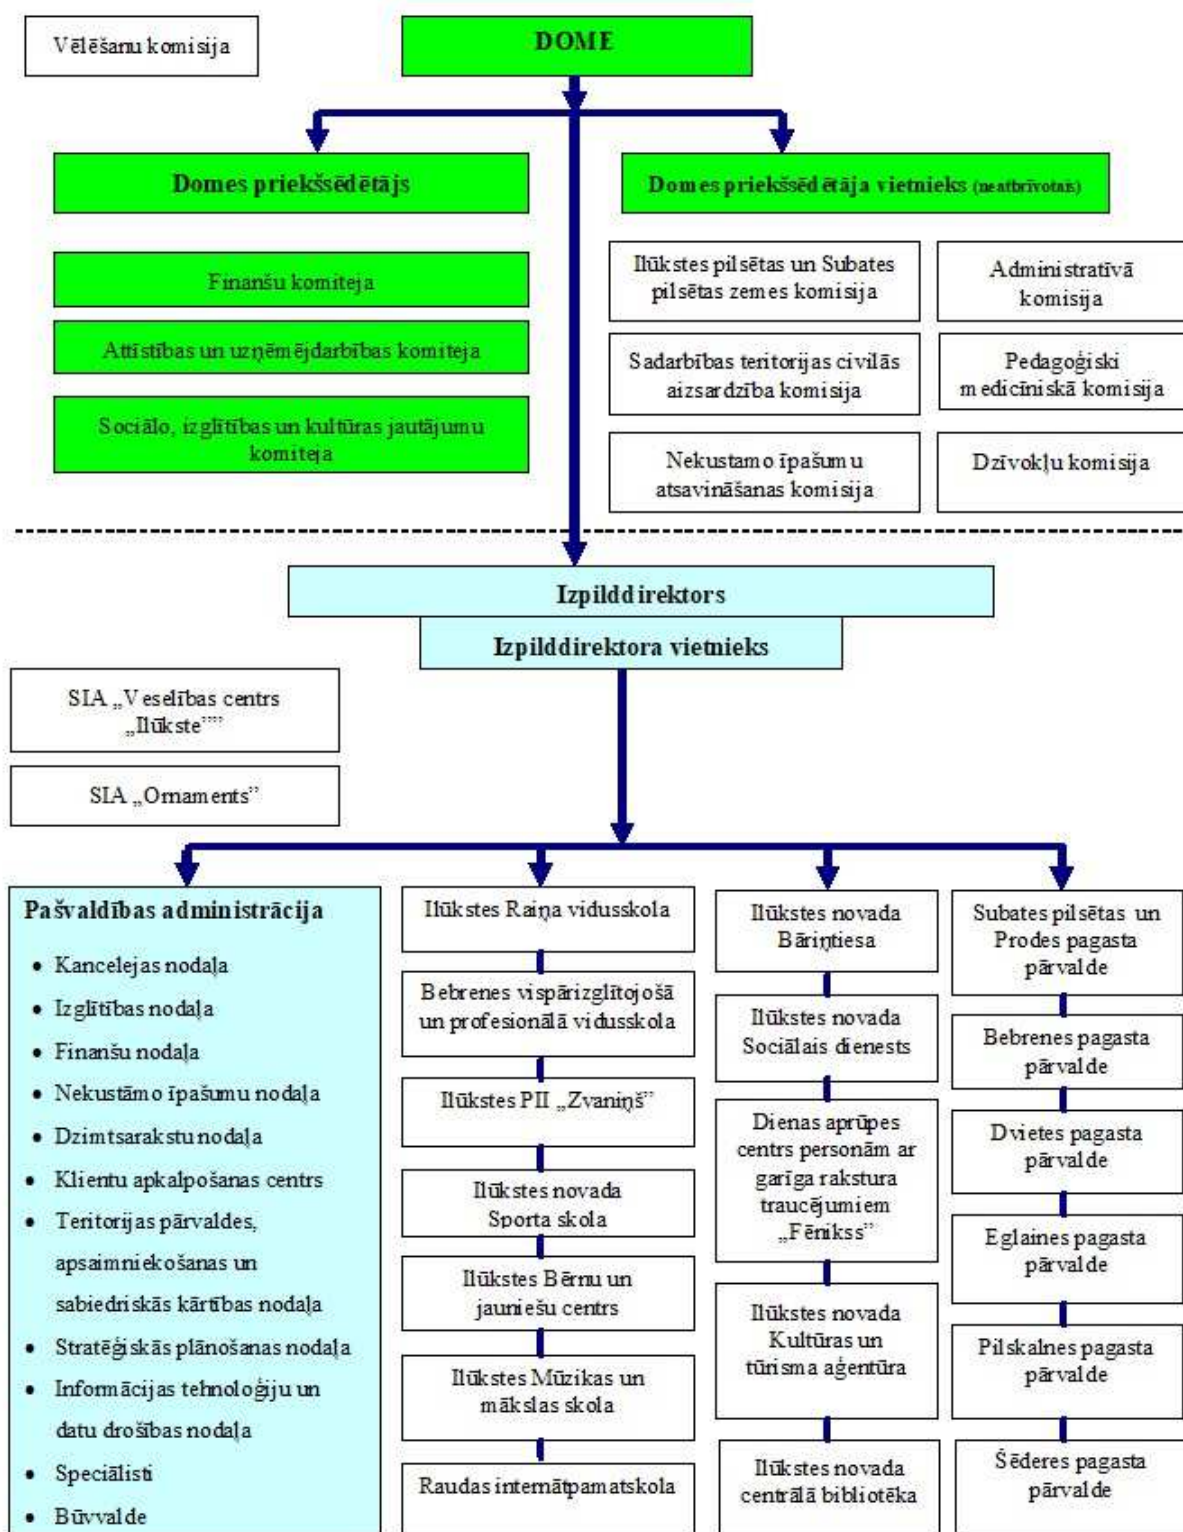 Vēlēšanu komisija
DOME
Domes priekšsēdētājs
Domes priekšsēdētāja vietnieks (neatbrīvotais)
Finanšu komiteja
Attīstības un uzņēmējdarbības komiteja
Sociālo, izglītības un kultūras jautājumu
komiteja
Ilūkstes pilsētas un Subates
pilsētas zemes komisija
Administratīvā
komisija
Sadarbības teritorijas civilās
aizsardzība komisija
Pedagoģiski
medicīniskā komisija
Nekustamo īpašumu
atsavināšanas komisija
Dzīvokļu komisija
Izpilddirektors
Izpilddirektora vietnieks
SIA „Veselības centrs
„Ilūkste””
SIA „Ornaments”
Pašvaldības administrācija
• Kancelejas nodaļa
• Izglītības nodaļa
• Finanšu nodaļa
• Nekustāmo īpašumu nodaļa
• Dzimtsarakstu nodaļa
• Klientu apkalpošanas centrs
• Teritorijas pārvaldes,
apsaimniekošanas un
sabiedriskās kārtības nodaļa
• Stratēģiskās plānošanas nodaļa
• Informācijas tehnoloģiju un
datu drošības nodaļa
• Speciālisti
• Būvvalde
Ilūkstes Raiņa vidusskola
Bebrenes vispārizglītojošā
un profesionālā vidusskola
Ilūkstes PII „Zvaniņš”
Ilūkstes novada
Sporta skola
Ilūkstes Bērnu un
jauniešu centrs
Ilūkstes Mūzikas un
mākslas skola
Raudas internātpamatskola
Ilūkstes novada
Bāriņtiesa
Ilūkstes novada
Sociālais dienests
Dienas aprūpes
centrs personām ar
garīga rakstura
traucējumiem
„Fēnikss”
Ilūkstes novada
Kultūras un
tūrisma aģentūra
Ilūkstes novada
centrālā bibliotēka
Subates pilsētas un
Prodes pagasta
pārvalde
Bebrenes pagasta
pārvalde
Dvietes pagasta
pārvalde
Eglaines pagasta
pārvalde
Pilskalnes pagasta
pārvalde
Šēderes pagasta
pārvalde